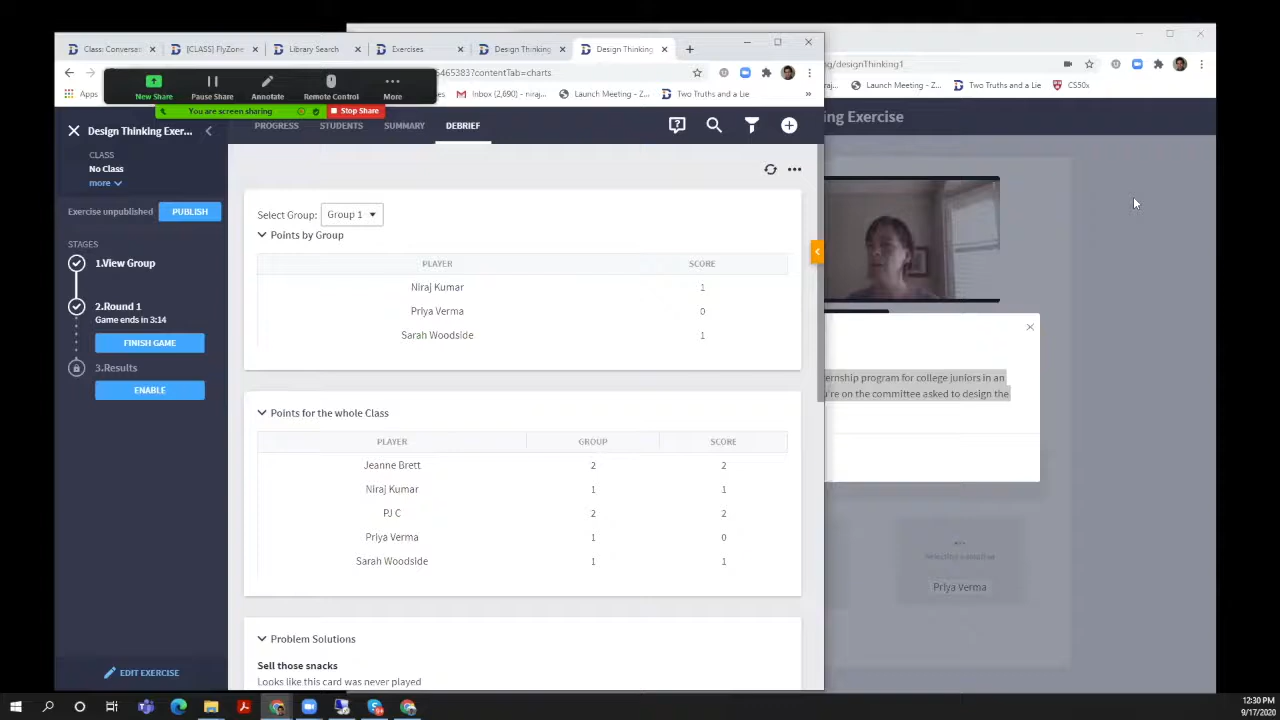 Class: Conversa
[CLASS] FlyZone
Library Search
Exercises
Design Thinking
Design Thinking
5465383?contentTab=charts
ng/designThinking1
Apps
Inbox (2,690) - niraj...
Launch Meeting - Z...
Two Truths and a Lie
»
Launch Meeting - Z...
Two Truths and a Lie
CS50x
New Share
Pause Share
Annotate
Remote Control
More
You are screen sharing
Stop Share
ing Exercise
Design Thinking Exer...
PROGRESS
STUDENTS
SUMMARY
DEBRIEF
CLASS
No Class
more
Exercise unpublished
PUBLISH
STAGES
1.View Group
2.Round 1
Game ends in 3:14
FINISH GAME
3.Results
ENABLE
EDIT EXERCISE
Select Group: Group 1
Points by Group
PLAYER SCORE
Niraj Kumar 1
Priya Verma 0
Sarah Woodside 1
Points for the whole Class
PLAYER GROUP SCORE
Jeanne Brett 2 2
Niraj Kumar 1 1
PJ C 2 2
Priya Verma 1 0
Sarah Woodside 1 1
Problem Solutions
Sell those snacks
Looks like this card was never played
ernship program for college juniors in an
u're on the committee asked to design the
Selecting a solution
Priya Verma
12:30 PM
9/17/2020